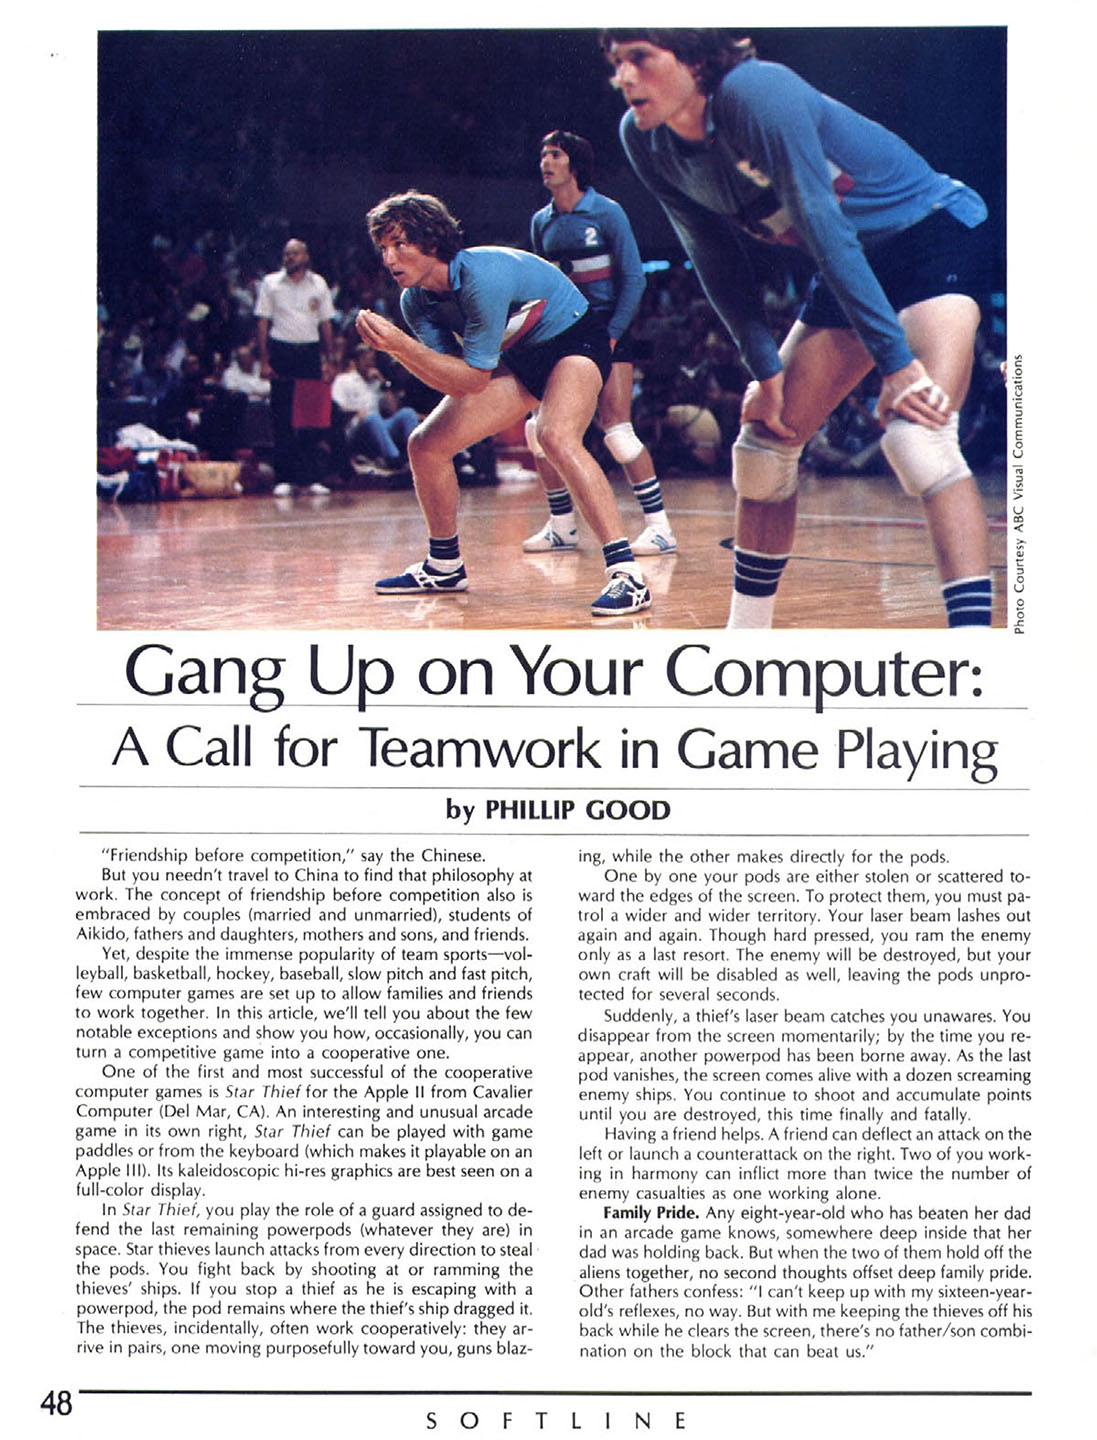 Photo Courtesy ABC Visual Communications
Gang Up on Your Computer:
A Call for Teamwork in Game Playing
by PHILLIP GOOD
"Friendship before competition," say the Chinese.
But you needn't travel to China to find that philosophy at
work. The concept of friendship before competition also is
embraced by couples (married and unmarried), students of
Aikido, fathers and daughters, mothers and sons, and friends.
Yet, despite the immense popularity of team sports—vol-
leyball, basketball, hockey, baseball, slow pitch and fast pitch,
few computer games are set up to allow families and friends
to work together. In this article, we'll tell you about the few
notable exceptions and show you how, occasionally, you can
turn a competitive game into a cooperative one.
One of the first and most successful of the cooperative
computer games is Star Thief for the Apple II from Cavalier
Computer (Del Mar, CA). An interesting and unusual arcade
game in its own right, Star Thief can be played with game
paddles or from the keyboard (which makes it playable on an
Apple III). Its kaleidoscopic hi-res graphics are best seen on a
full-color display.
In Star Thief, you play the role of a guard assigned to de-
fend the last remaining powerpods (whatever they are) in
space. Star thieves launch attacks from every direction to steal
the pods. You fight back by shooting at or ramming the
thieves' ships. If you stop a thief as he is escaping with a
powerpod, the pod remains where the thief's ship dragged it.
The thieves, incidentally, often work cooperatively: they ar-
rive in pairs, one moving purposefully toward you, guns blaz-
ing, while the other makes directly for the pods.
One by one your pods are either stolen or scattered to-
ward the edges of the screen. To protect them, you must pa-
trol a wider and wider territory. Your laser beam lashes out
again and again. Though hard pressed, you ram the enemy
only as a last resort. The enemy will be destroyed, but your
own craft will be disabled as well, leaving the pods unpro-
tected for several seconds.
Suddenly, a thief's laser beam catches you unawares. You
disappear from the screen momentarily; by the time you re-
appear, another powerpod has been borne away. As the last
pod vanishes, the screen comes alive with a dozen screaming
enemy ships. You continue to shoot and accumulate points
until you are destroyed, this time finally and fatally.
Having a friend helps. A friend can deflect an attack on the
left or launch a counterattack on the right. Two of you work-
ing in harmony can inflict more than twice the number of
enemy casualties as one working alone.
Family Pride. Any eight-year-old who has beaten her dad
in an arcade game knows, somewhere deep inside that her
dad was holding back. But when the two of them hold off the
aliens together, no second thoughts offset deep family pride.
Other fathers confess: "I can't keep up with my sixteen-year-
old's reflexes, no way. But with me keeping the thieves off his
back while he clears the screen, there's no father/son combi-
nation on the block that can beat us."
48
SOFTLINE
2